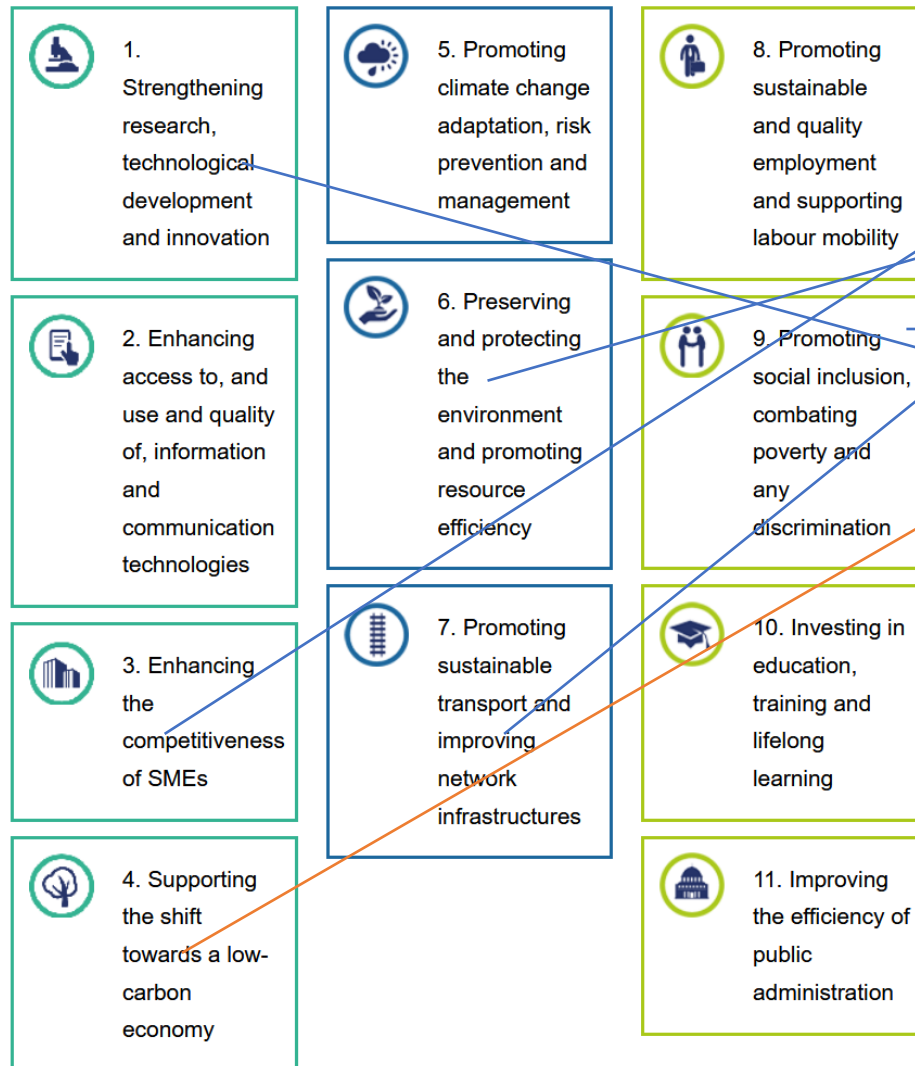 1.
Strengthening
research,
technological
development
and innovation
2. Enhancing
access to, and
use and quality
of, information
and
communication
technologies
3. Enhancing
the
competitiveness
of SMEs
4. Supporting
the shift
towards a low-
carbon
economy
5. Promoting
climate change
adaptation, risk
prevention and
management
6. Preserving
and protecting
the
environment
and promoting
resource
efficiency
7. Promoting
sustainable
transport and
improving
network
infrastructures
8. Promoting
sustainable
and quality
employment
and supporting
labour mobility
9. Promoting
social inclusion,
combating
poverty and
any
discrimination
10. Investing in
education,
training and
lifelong
learning
11. Improving
the efficiency of
public
administration